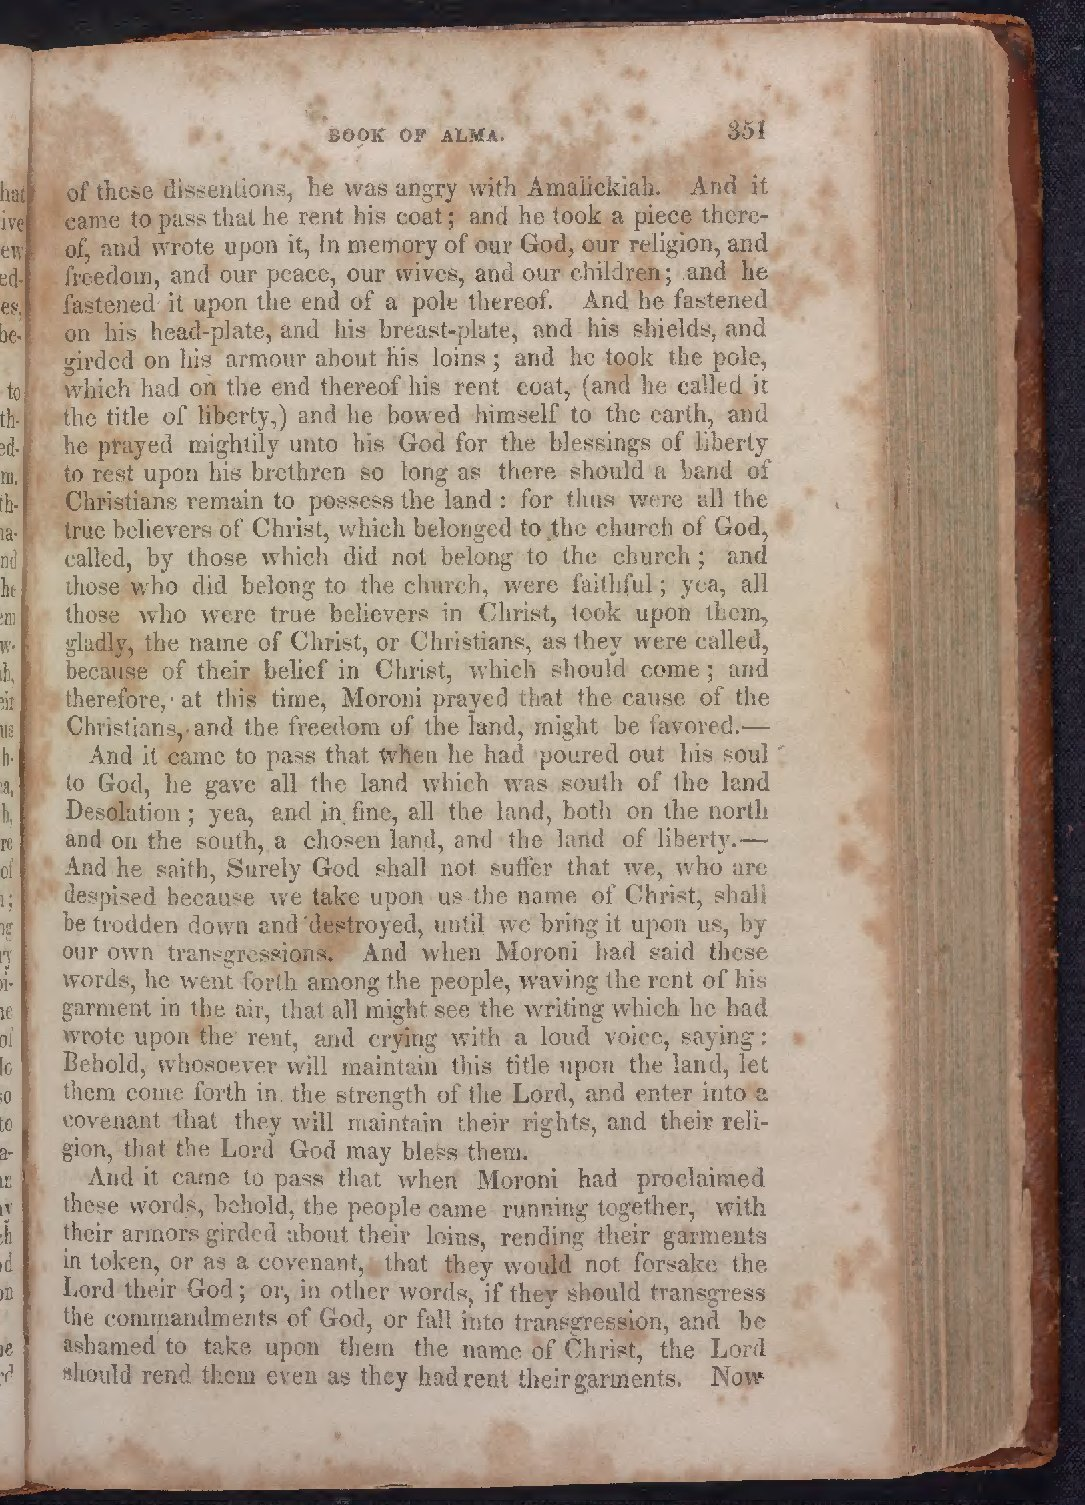 BOOK OF ALMA. 351
of these dissentions, he was angry with Amalickiah. And it
came to pass that he rent his coat; and he took a piece there-
of, and wrote upon it, In memory of our God, our religion, and
freedom, and our peace, our wives, and our children; and he
fastened it upon the end of a pole thereof. And he fastened
on his head-plate, and his breast-plate, and his shields, and
girded on his armour about his loins; and he took the pole,
which had on the end thereof his rent coat, (and he called it
the title of liberty,) and he bowed himself to the earth, and
he prayed mightily unto his God for the blessings of liberty
to rest upon his brethren so long as there should a band of
Christians remain to possess the land: for thus were all the
true believers of Christ, which belonged to the church of God,
called, by those which did not belong to the church; and
those who did belong to the church, were faithful; yea, all
those who were true believers in Christ, took upon them,
gladly, the name of Christ, or Christians, as they were called,
because of their belief in Christ, which should come; and
therefore, at this time, Moroni prayed that the cause of the
Christians, and the freedom of the land, might be favored.—
And it came to pass that when he had poured out his soul
to God, he gave all the land which was south of the land
Desolation; yea, and in fine, all the land, both on the north
and on the south, a chosen land, and the land of liberty.—
And he saith, Surely God shall not suffer that we, who are
despised because we take upon us the name of Christ, shall
be trodden down and destroyed, until we bring it upon us, by
our own transgressions. And when Moroni had said these
words, he went forth among the people, waving the rent of his
garment in the air, that all might see the writing which he had
wrote upon the rent, and crying with a loud voice, saying:
Behold, whosoever will maintain this title upon the land, let
them come forth in the strength of the Lord, and enter into a
covenant that they will maintain their rights, and their reli-
gion, that the Lord God may bless them.
And it came to pass that when Moroni had proclaimed
these words, behold, the people came running together, with
their armors girded about their loins, rending their garments
in token, or as a covenant, that they would not forsake the
Lord their God; or, in other words, if they should transgress
the commandments of God, or fall into transgression, and be
ashamed to take upon them the name of Christ, the Lord
should rend them even as they had rent their garments. Now